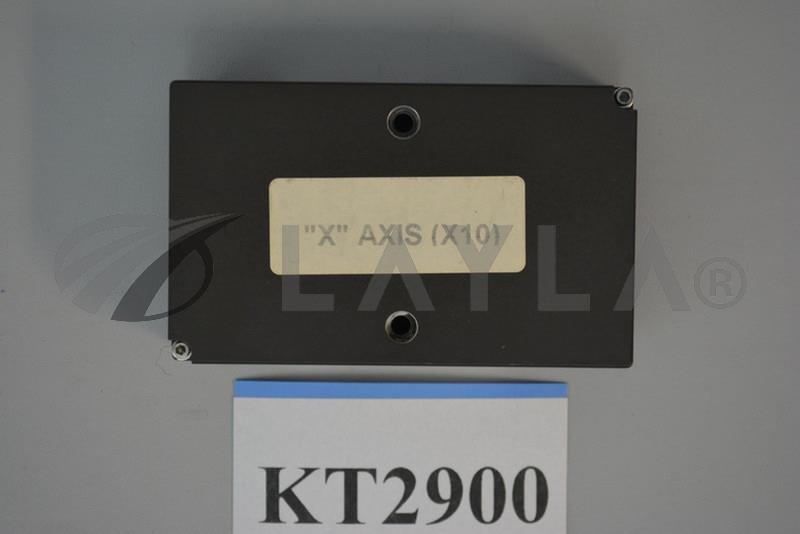 "X" AXIS (X10)
LAYLA®
KT2900